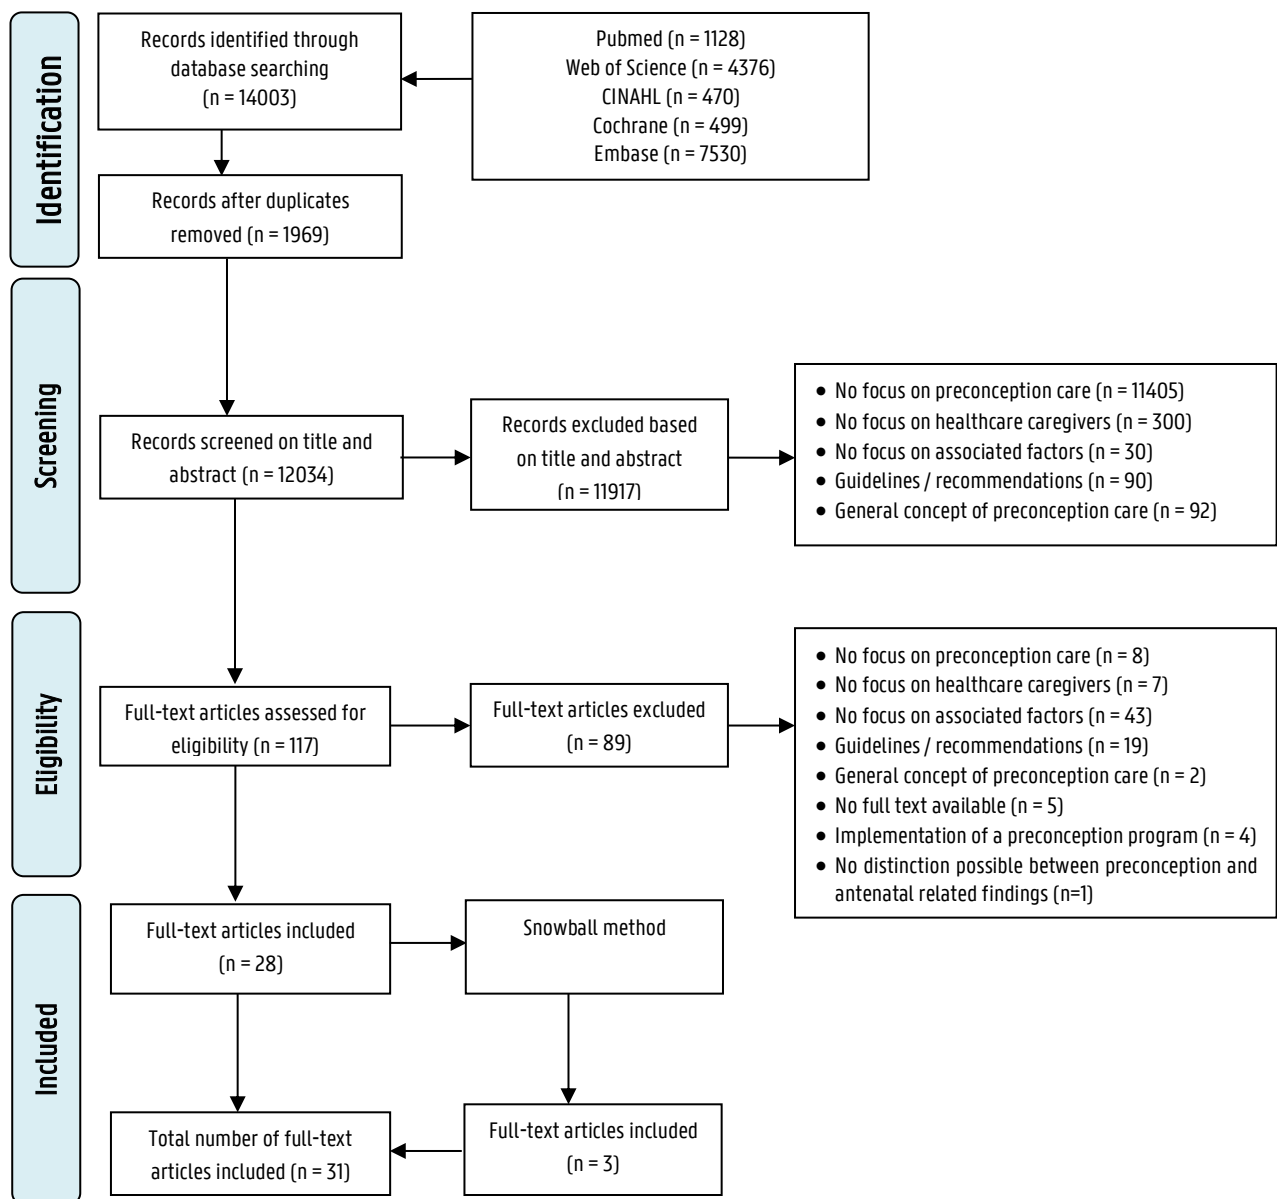 Identification
Records identified through
database searching
(n = 14003)
Pubmed (n = 1128)
Web of Science (n = 4376)
CINAHL (n = 470)
Cochrane (n = 499)
Embase (n = 7530)
Records after duplicates
removed (n = 1969)
Screening
Records screened on title and
abstract (n = 12034)
Records excluded based
on title and abstract
(n = 11917)
• No focus on preconception care (n = 11405)
• No focus on healthcare caregivers (n = 300)
• No focus on associated factors (n = 30)
• Guidelines / recommendations (n = 90)
• General concept of preconception care (n = 92)
Eligibility
Full-text articles assessed for
eligibility (n = 117)
Full-text articles excluded
(n = 89)
• No focus on preconception care (n = 8)
• No focus on healthcare caregivers (n = 7)
• No focus on associated factors (n = 43)
• Guidelines / recommendations (n = 19)
• General concept of preconception care (n = 2)
• No full text available (n = 5)
• Implementation of a preconception program (n = 4)
• No distinction possible between preconception and
antenatal related findings (n=1)
Included
Full-text articles included
(n = 28)
Snowball method
Total number of full-text
articles included (n = 31)
Full-text articles included
(n = 3)